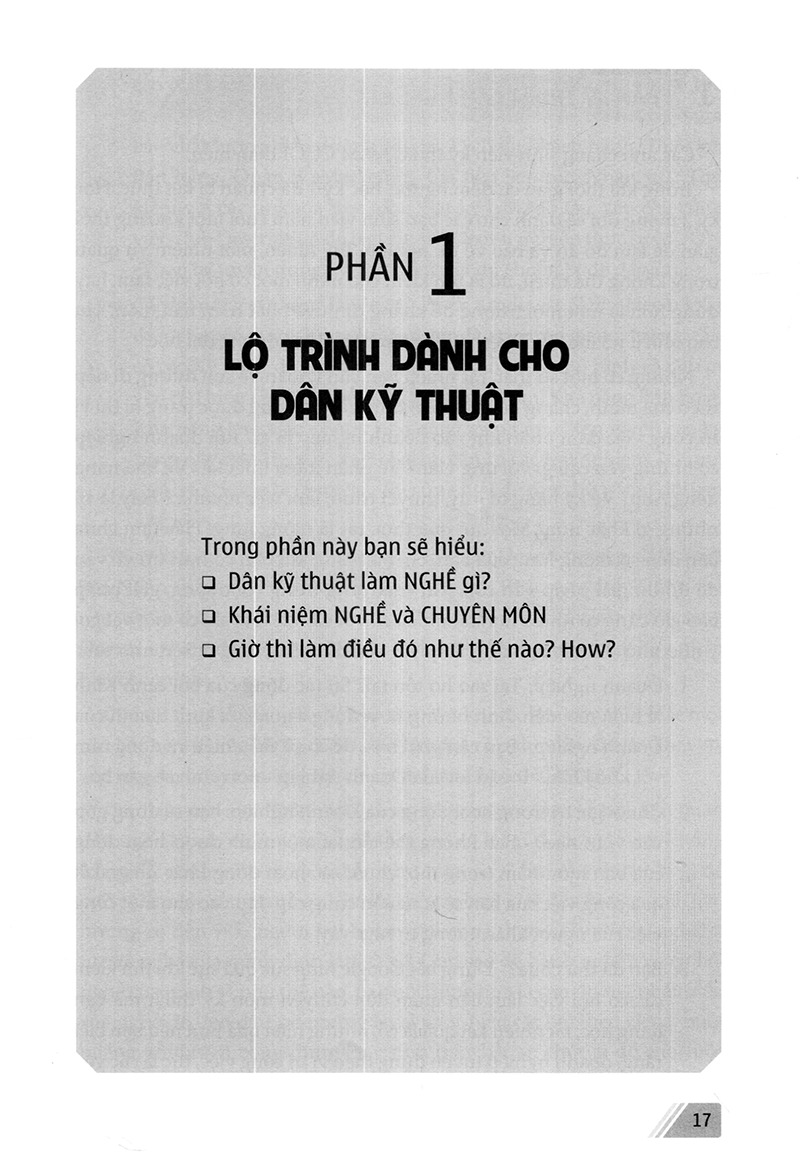 PHẦN 1
LỘ TRÌNH DÀNH CHO
DÂN KỸ THUẬT
Trong phần này bạn sẽ hiểu:
❑ Dân kỹ thuật làm NGHỀ gì?
❑ Khái niệm NGHỀ và CHUYÊN MÔN
❑ Giờ thì làm điều đó như thế nào? How?
17